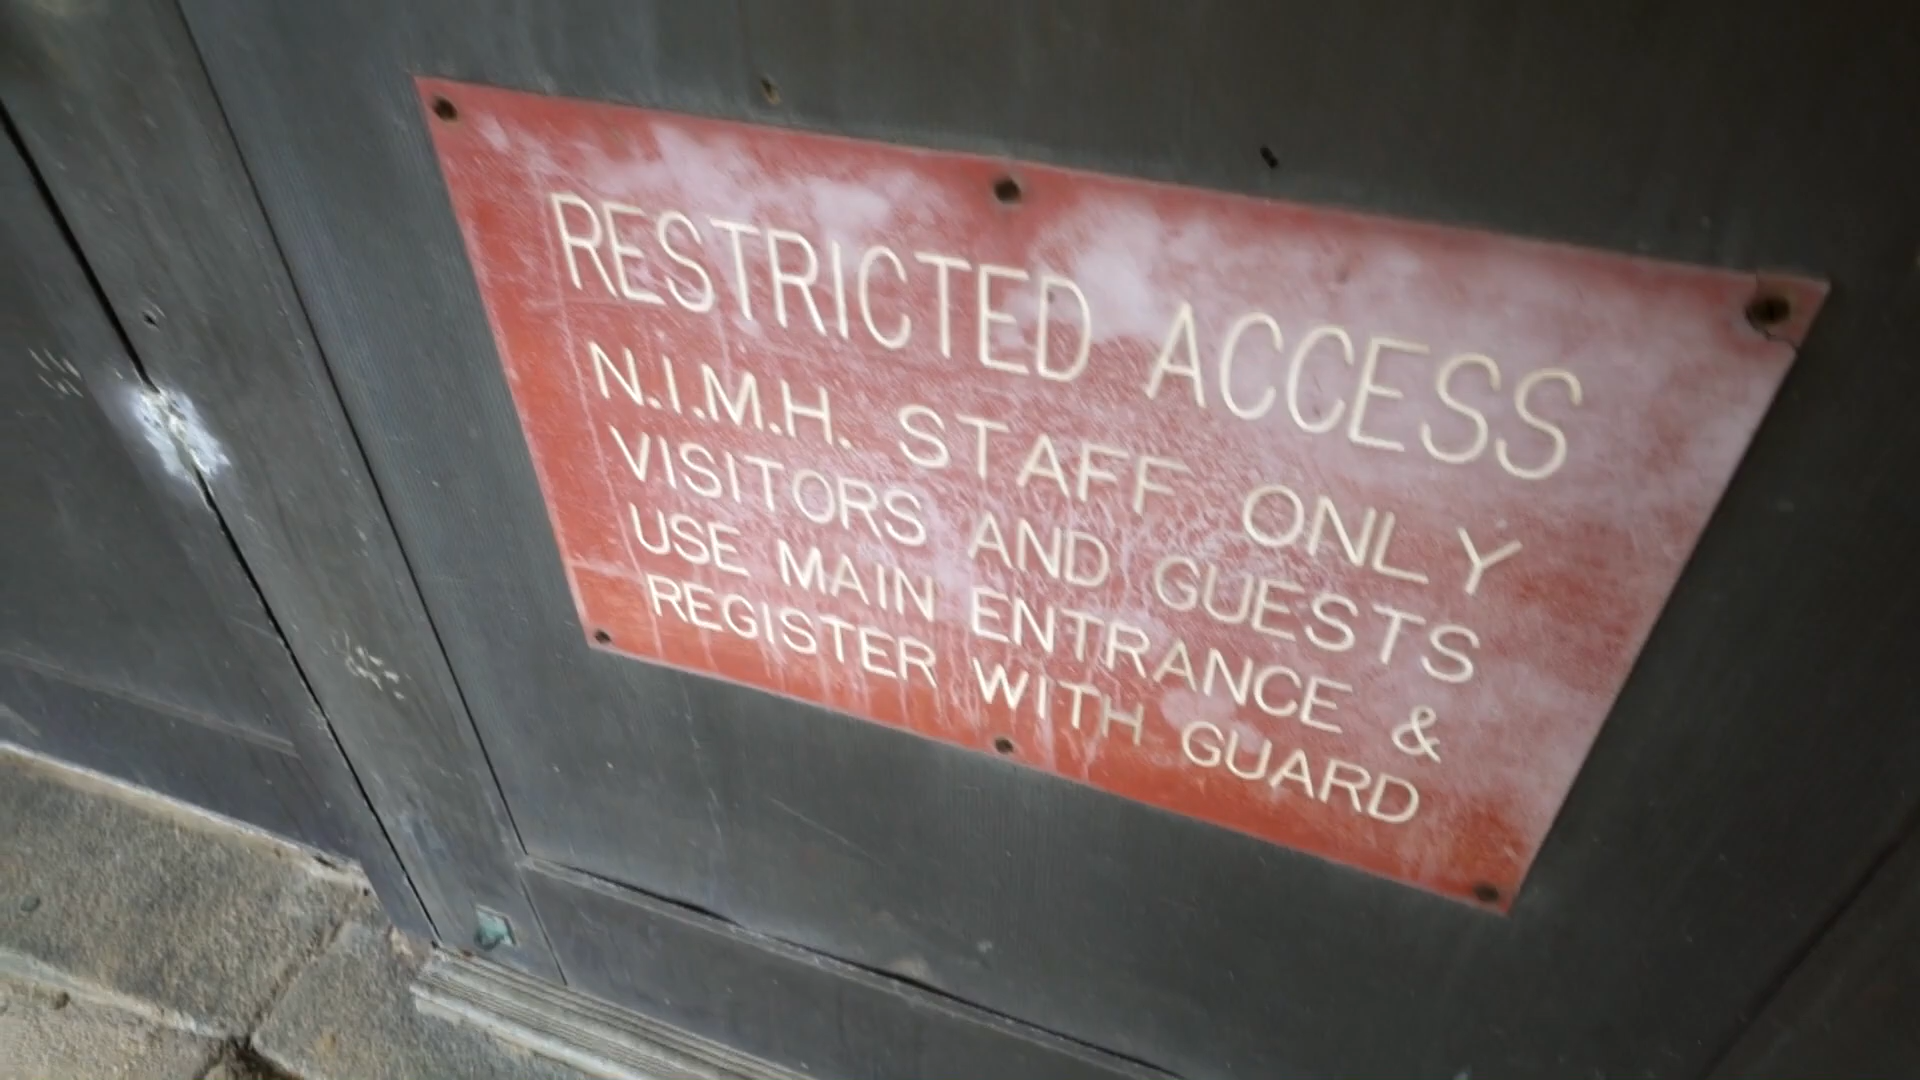 RESTRICTED ACCESS
N.I.M.H. STAFF ONLY
VISITORS AND GUESTS
USE MAIN ENTRANCE &
REGISTER WITH GUARD